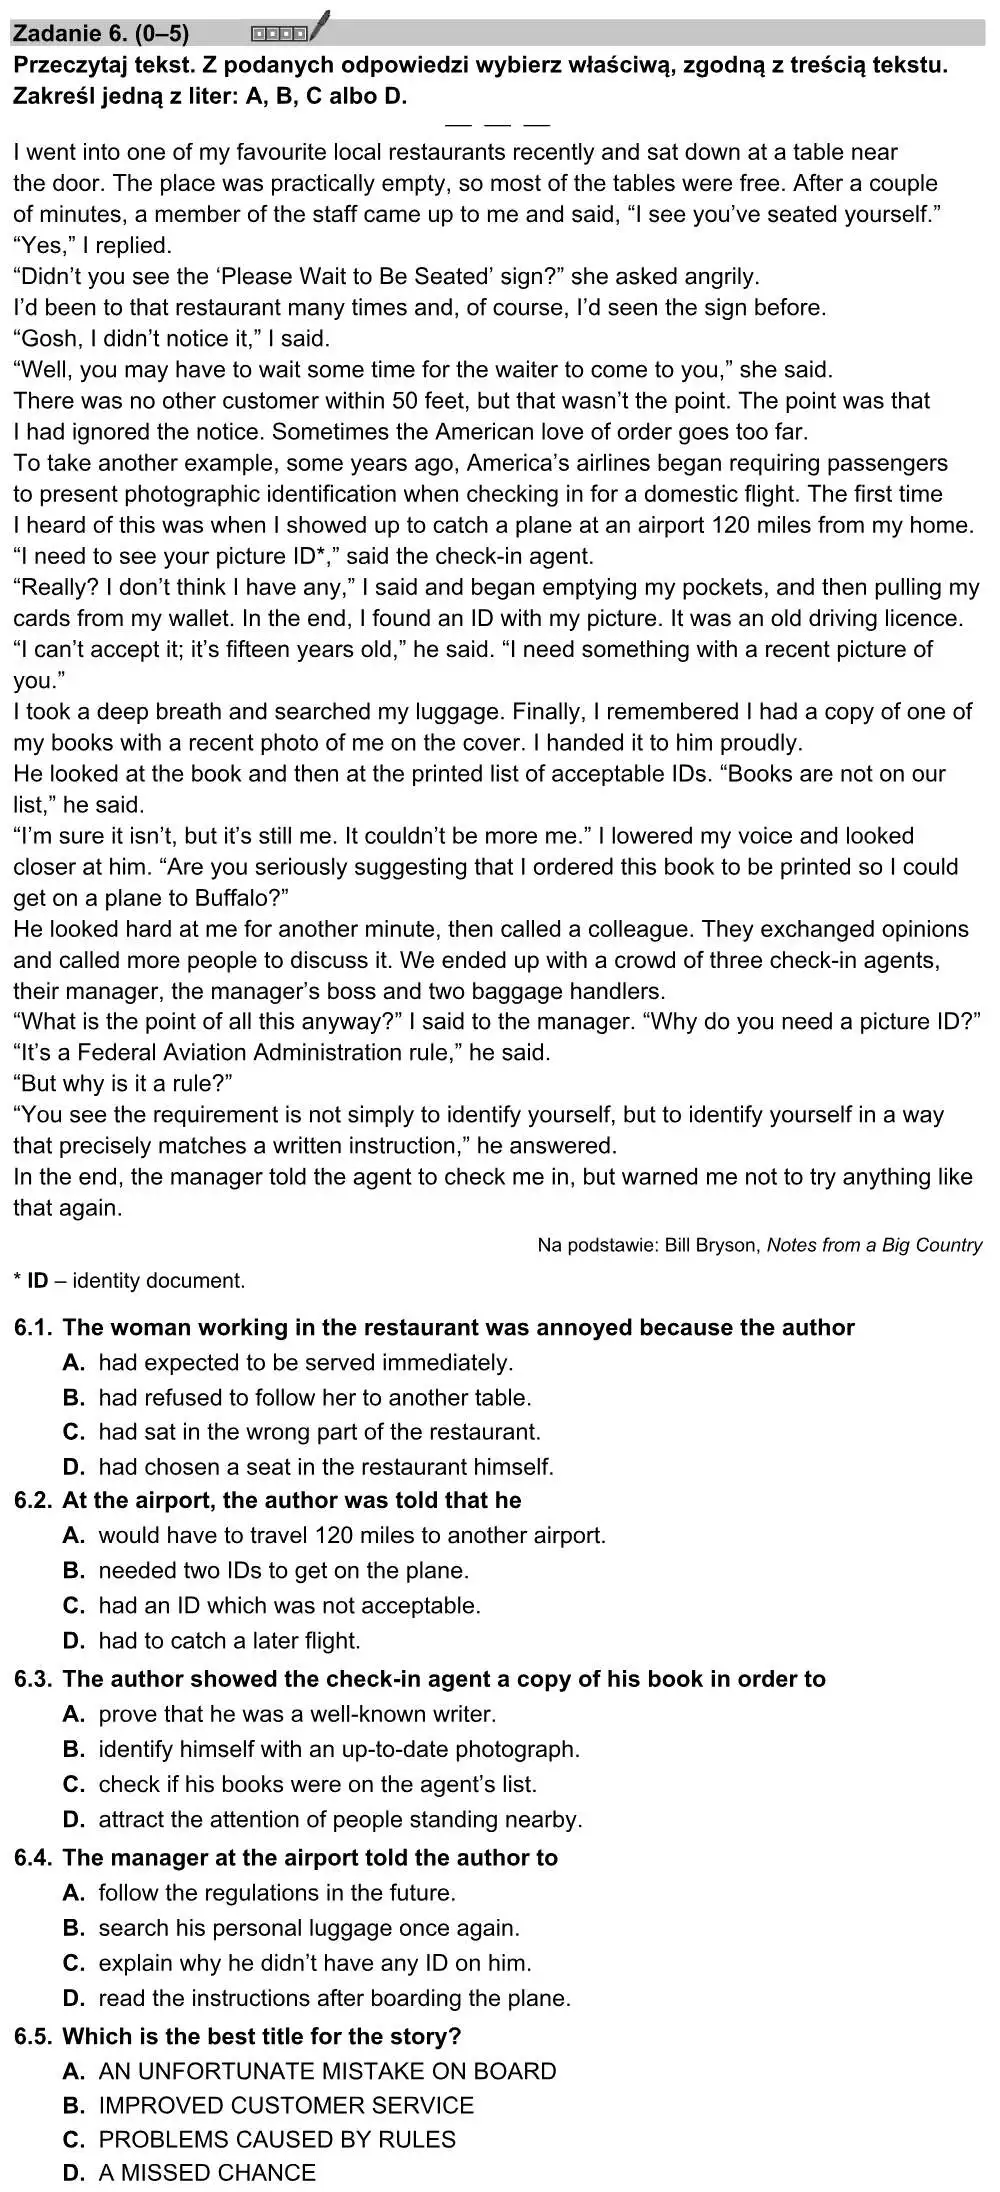 Zadanie 6. (0–5)
Przeczytaj tekst. Z podanych odpowiedzi wybierz właściwą, zgodną z treścią tekstu.
Zakreśl jedną z liter: A, B, C albo D.
I went into one of my favourite local restaurants recently and sat down at a table near
the door. The place was practically empty, so most of the tables were free. After a couple
of minutes, a member of the staff came up to me and said, “I see you’ve seated yourself.”
“Yes,” I replied.
“Didn’t you see the ‘Please Wait to Be Seated’ sign?” she asked angrily.
I’d been to that restaurant many times and, of course, I’d seen the sign before.
“Gosh, I didn’t notice it,” I said.
“Well, you may have to wait some time for the waiter to come to you,” she said.
There was no other customer within 50 feet, but that wasn’t the point. The point was that
I had ignored the notice. Sometimes the American love of order goes too far.
To take another example, some years ago, America’s airlines began requiring passengers
to present photographic identification when checking in for a domestic flight. The first time
I heard of this was when I showed up to catch a plane at an airport 120 miles from my home.
“I need to see your picture ID*,” said the check-in agent.
“Really? I don’t think I have any,” I said and began emptying my pockets, and then pulling my
cards from my wallet. In the end, I found an ID with my picture. It was an old driving licence.
“I can’t accept it; it’s fifteen years old,” he said. “I need something with a recent picture of
you.”
I took a deep breath and searched my luggage. Finally, I remembered I had a copy of one of
my books with a recent photo of me on the cover. I handed it to him proudly.
He looked at the book and then at the printed list of acceptable IDs. “Books are not on our
list,” he said.
“I’m sure it isn’t, but it’s still me. It couldn’t be more me.” I lowered my voice and looked
closer at him. “Are you seriously suggesting that I ordered this book to be printed so I could
get on a plane to Buffalo?”
He looked hard at me for another minute, then called a colleague. They exchanged opinions
and called more people to discuss it. We ended up with a crowd of three check-in agents,
their manager, the manager’s boss and two baggage handlers.
“What is the point of all this anyway?” I said to the manager. “Why do you need a picture ID?”
“It’s a Federal Aviation Administration rule,” he said.
“But why is it a rule?”
“You see the requirement is not simply to identify yourself, but to identify yourself in a way
that precisely matches a written instruction,” he answered.
In the end, the manager told the agent to check me in, but warned me not to try anything like
that again.
Na podstawie: Bill Bryson, Notes from a Big Country
* ID – identity document.
6.1. The woman working in the restaurant was annoyed because the author
A. had expected to be served immediately.
B. had refused to follow her to another table.
C. had sat in the wrong part of the restaurant.
D. had chosen a seat in the restaurant himself.
6.2. At the airport, the author was told that he
A. would have to travel 120 miles to another airport.
B. needed two IDs to get on the plane.
C. had an ID which was not acceptable.
D. had to catch a later flight.
6.3. The author showed the check-in agent a copy of his book in order to
A. prove that he was a well-known writer.
B. identify himself with an up-to-date photograph.
C. check if his books were on the agent’s list.
D. attract the attention of people standing nearby.
6.4. The manager at the airport told the author to
A. follow the regulations in the future.
B. search his personal luggage once again.
C. explain why he didn’t have any ID on him.
D. read the instructions after boarding the plane.
6.5. Which is the best title for the story?
A. AN UNFORTUNATE MISTAKE ON BOARD
B. IMPROVED CUSTOMER SERVICE
C. PROBLEMS CAUSED BY RULES
D. A MISSED CHANCE